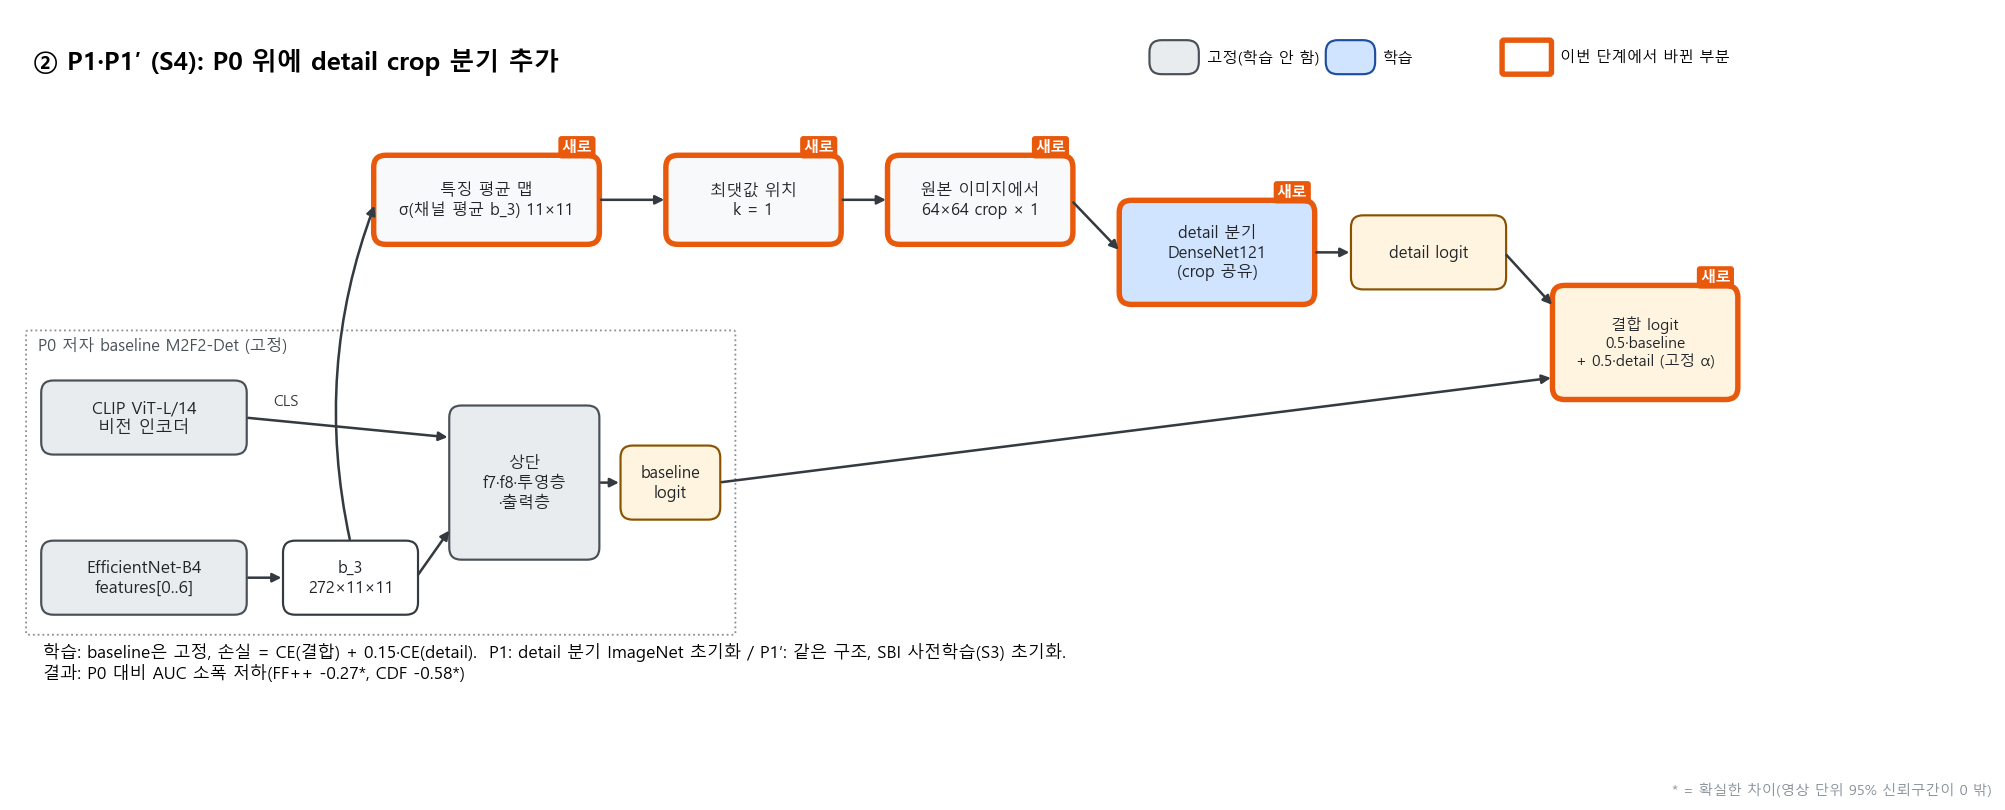 ② P1·P1′ (S4): P0 위에 detail crop 분기 추가
고정(학습 안 함)
학습
이번 단계에서 바뀐 부분
새로
특징 평균 맵
σ(채널 평균 b_3) 11×11
새로
최댓값 위치
k = 1
새로
원본 이미지에서
64×64 crop × 1
새로
detail 분기
DenseNet121
(crop 공유)
detail logit
새로
결합 logit
0.5·baseline
+ 0.5·detail (고정 α)
P0 저자 baseline M2F2-Det (고정)
CLIP ViT-L/14
비전 인코더
CLS
상단
f7·f8·투영층
·출력층
baseline
logit
EfficientNet-B4
features[0..6]
b_3
272×11×11
학습: baseline은 고정, 손실 = CE(결합) + 0.15·CE(detail).  P1: detail 분기 ImageNet 초기화 / P1′: 같은 구조, SBI 사전학습(S3) 초기화.
결과: P0 대비 AUC 소폭 저하(FF++ -0.27*, CDF -0.58*)
* = 확실한 차이(영상 단위 95% 신뢰구간이 0 밖)